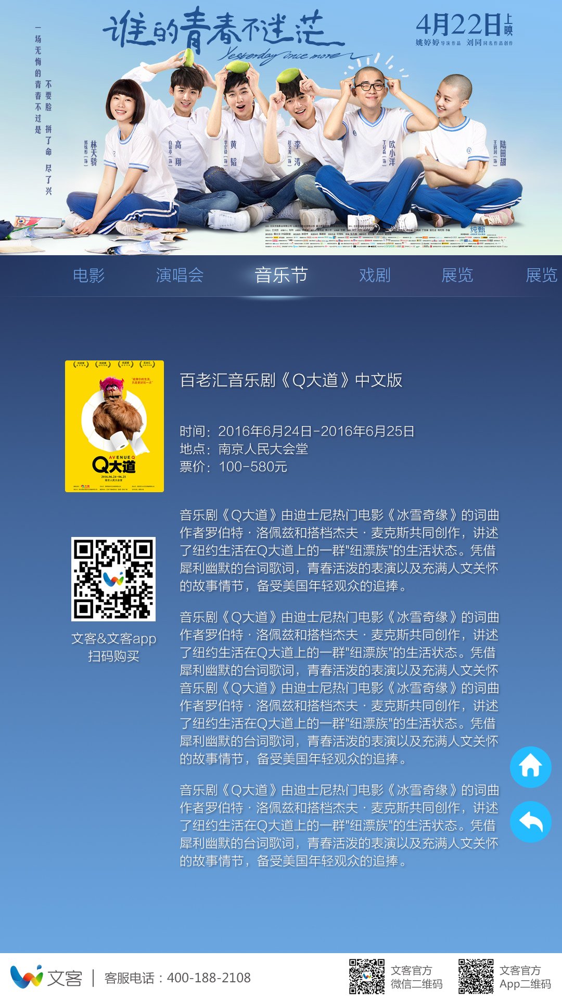 谁的青春不迷茫
Yesterday once more
4月22日上映
姚婷婷导演作品 刘同同名作品创作
一场无悔的青春不过是
不要脸 拼了命 尽了兴
林天骄
郭姝彤(饰)
高翔
白敬亭(饰)
黄韬
李宏毅(饰)
李涛
赵文龙(饰)
欧小洋
丁冠森(饰)
陆田甜
王鹤润(饰)
纯甄
电影
演唱会
音乐节
戏剧
展览
展览
"就像你的生活,
只是更好玩一点"
AVENUE Q
Q大道
2016.06.24-06.25
南京人民大会堂
百老汇音乐剧《Q大道》中文版
时间：2016年6月24日-2016年6月25日
地点：南京人民大会堂
票价：100-580元
音乐剧《Q大道》由迪士尼热门电影《冰雪奇缘》的词曲
作者罗伯特·洛佩兹和搭档杰夫·麦克斯共同创作，讲述
了纽约生活在Q大道上的一群"纽漂族"的生活状态。凭借
犀利幽默的台词歌词，青春活泼的表演以及充满人文关怀
的故事情节，备受美国年轻观众的追捧。
文客&文客app
扫码购买
音乐剧《Q大道》由迪士尼热门电影《冰雪奇缘》的词曲
作者罗伯特·洛佩兹和搭档杰夫·麦克斯共同创作，讲述
了纽约生活在Q大道上的一群"纽漂族"的生活状态。凭借
犀利幽默的台词歌词，青春活泼的表演以及充满人文关怀
音乐剧《Q大道》由迪士尼热门电影《冰雪奇缘》的词曲
作者罗伯特·洛佩兹和搭档杰夫·麦克斯共同创作，讲述
了纽约生活在Q大道上的一群"纽漂族"的生活状态。凭借
犀利幽默的台词歌词，青春活泼的表演以及充满人文关怀
的故事情节，备受美国年轻观众的追捧。
音乐剧《Q大道》由迪士尼热门电影《冰雪奇缘》的词曲
作者罗伯特·洛佩兹和搭档杰夫·麦克斯共同创作，讲述
了纽约生活在Q大道上的一群"纽漂族"的生活状态。凭借
犀利幽默的台词歌词，青春活泼的表演以及充满人文关怀
的故事情节，备受美国年轻观众的追捧。
文客
客服电话：400-188-2108
文客官方
微信二维码
文客官方
App二维码